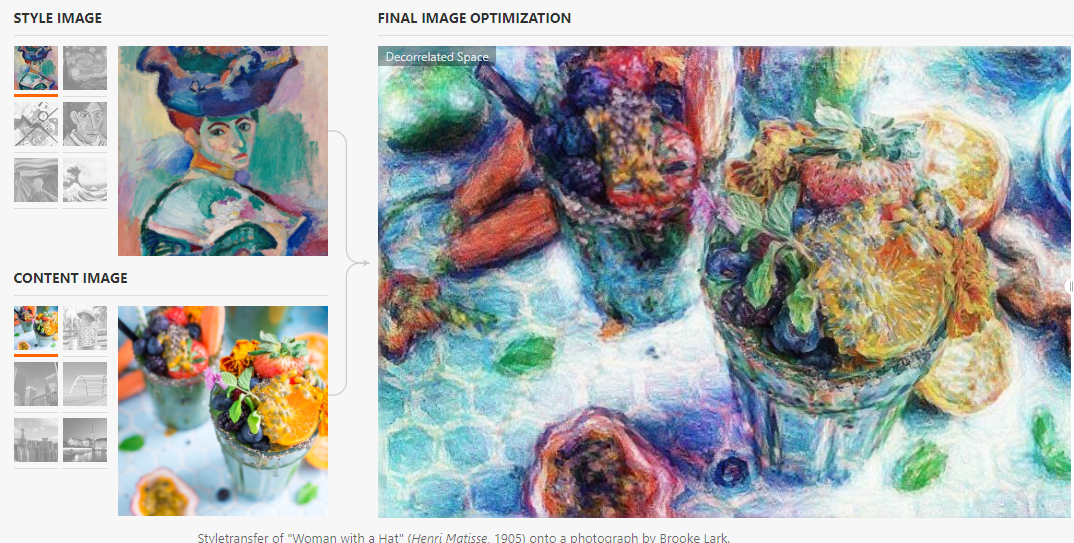 STYLE IMAGE
FINAL IMAGE OPTIMIZATION
Decorrelated Space
CONTENT IMAGE
Styletransfer of "Woman with a Hat" (Henri Matisse, 1905) onto a photograph by Brooke Lark.